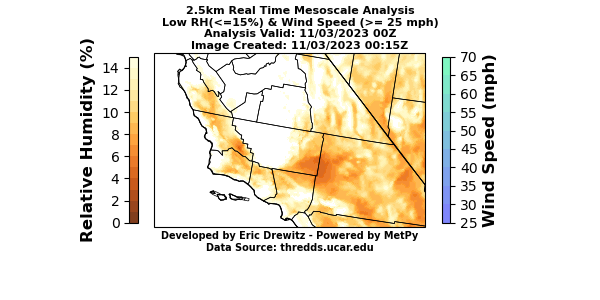 2.5km Real Time Mesoscale Analysis
Low RH(<=15%) & Wind Speed (>= 25 mph)
Analysis Valid: 11/03/2023 00Z
Image Created: 11/03/2023 00:15Z
Relative Humidity (%)
14
12
10
8
6
4
2
0
70
65
60
55
50
45
40
35
30
25
Wind Speed (mph)
Developed by Eric Drewitz - Powered by MetPy
Data Source: thredds.ucar.edu